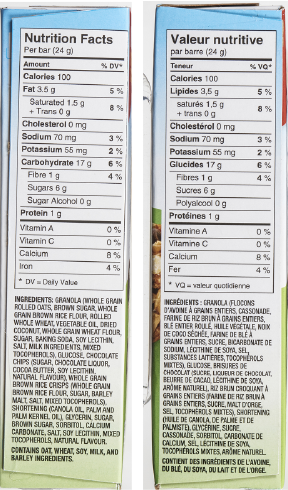 Nutrition Facts
Per bar (24 g)
Amount % DV*
Calories 100
Fat 3.5 g 5 %
Saturated 1.5 g
+ Trans 0 g 8 %
Cholesterol 0 mg
Sodium 70 mg 3 %
Potassium 55 mg 2 %
Carbohydrate 17 g 6 %
Fibre 1 g 4 %
Sugars 6 g
Sugar Alcohol 0 g
Protein 1 g
Vitamin A 0 %
Vitamin C 0 %
Calcium 8 %
Iron 4 %
* DV = Daily Value
INGREDIENTS: GRANOLA (WHOLE GRAIN
ROLLED OATS, BROWN SUGAR, WHOLE
GRAIN BROWN RICE FLOUR, ROLLED
WHOLE WHEAT, VEGETABLE OIL, DRIED
COCONUT, WHOLE GRAIN WHEAT FLOUR,
SUGAR, BAKING SODA, SOY LECITHIN,
SALT, MILK INGREDIENTS, MIXED
TOCOPHEROLS), GLUCOSE, CHOCOLATE
CHIPS (SUGAR, CHOCOLATE LIQUOR,
COCOA BUTTER, SOY LECITHIN,
NATURAL FLAVOUR), WHOLE GRAIN
BROWN RICE CRISPS (WHOLE GRAIN
BROWN RICE FLOUR, SUGAR, BARLEY
MALT, SALT, MIXED TOCOPHEROLS),
SHORTENING (CANOLA OIL, PALM AND
PALM KERNEL OIL), GLYCERIN, SUGAR,
BROWN SUGAR, SORBITOL, CALCIUM
CARBONATE, SALT, SOY LECITHIN, MIXED
TOCOPHEROLS, NATURAL FLAVOUR.
CONTAINS OAT, WHEAT, SOY, MILK, AND
BARLEY INGREDIENTS.
Valeur nutritive
par barre (24 g)
Teneur % VQ*
Calories 100
Lipides 3,5 g 5 %
saturés 1,5 g
+ trans 0 g 8 %
Cholestérol 0 mg
Sodium 70 mg 3 %
Potassium 55 mg 2 %
Glucides 17 g 6 %
Fibres 1 g 4 %
Sucres 6 g
Polyalcool 0 g
Protéines 1 g
Vitamine A 0 %
Vitamine C 0 %
Calcium 8 %
Fer 4 %
* VQ = valeur quotidienne
INGRÉDIENTS : GRANOLA (FLOCONS
D'AVOINE À GRAINS ENTIERS, CASSONADE,
FARINE DE RIZ BRUN À GRAINS ENTIERS,
BLÉ ENTIER ROULÉ, HUILE VÉGÉTALE, NOIX
DE COCO SÉCHÉE, FARINE DE BLÉ À
GRAINS ENTIERS, SUCRE, BICARBONATE DE
SODIUM, LÉCITHINE DE SOYA, SEL,
SUBSTANCES LAITIÈRES, TOCOPHÉROLS
MIXTES), GLUCOSE, BRISURES DE
CHOCOLAT (SUCRE, LIQUEUR DE CHOCOLAT,
BEURRE DE CACAO, LÉCITHINE DE SOYA,
ARÔME NATUREL), RIZ BRUN CROQUANT À
GRAINS ENTIERS (FARINE DE RIZ BRUN À
GRAINS ENTIERS, SUCRE, MALT D'ORGE,
SEL, TOCOPHÉROLS MIXTES), SHORTENING
(HUILE DE CANOLA, DE PALME ET DE
PALMISTE), GLYCÉRINE, SUCRE,
CASSONADE, SORBITOL, CARBONATE DE
CALCIUM, SEL, LÉCITHINE DE SOYA,
TOCOPHÉROLS MIXTES, ARÔME NATUREL.
CONTIENT DES INGRÉDIENTS DE L'AVOINE,
DU BLÉ, DU SOYA, DU LAIT ET DE L'ORGE.